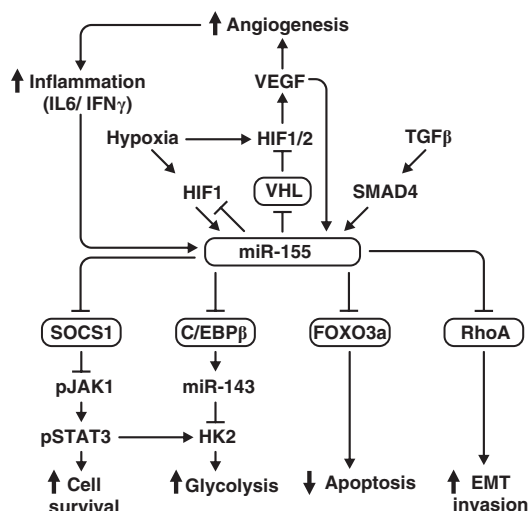 Angiogenesis
Inflammation
(IL6/ IFNγ)
VEGF
Hypoxia
HIF1/2
TGFβ
HIF1
VHL
SMAD4
miR-155
SOCS1
C/EBPβ
FOXO3a
RhoA
pJAK1
miR-143
pSTAT3
HK2
Cell
survival
Glycolysis
Apoptosis
EMT
invasion